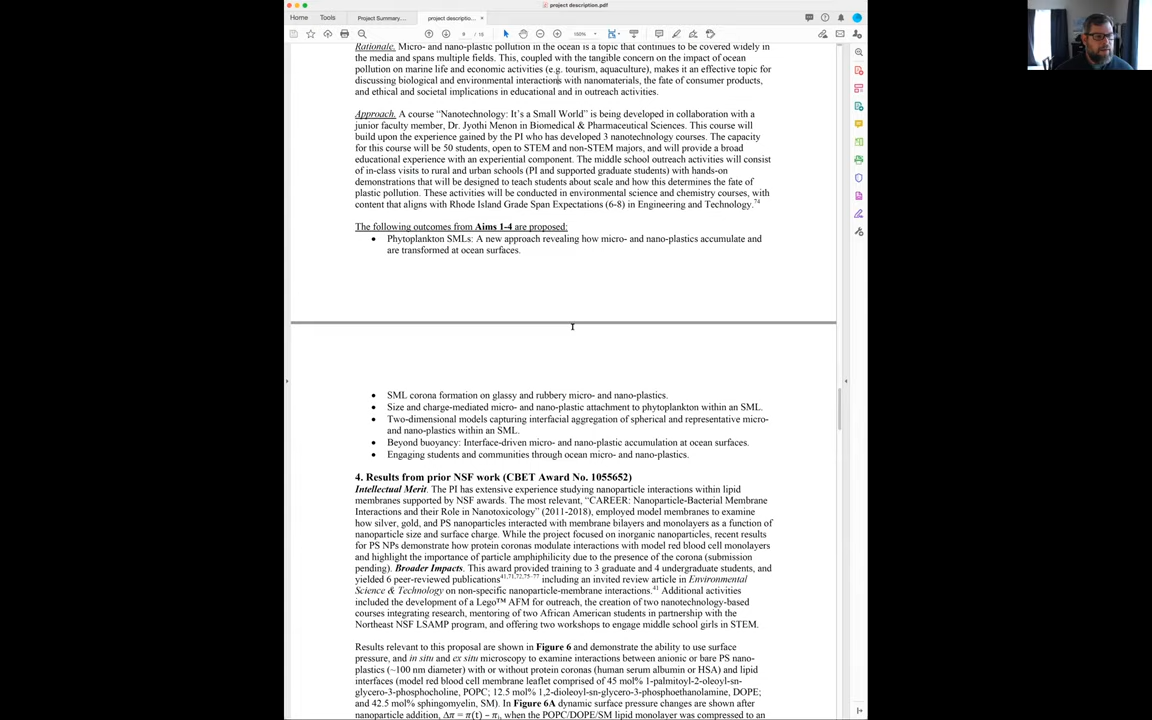 project description.pdf
Home
Tools
Project Summary...
project descriptio...
×
9 / 18
160%
Rationale. Micro- and nano-plastic pollution in the ocean is a topic that continues to be covered widely in
the media and spans multiple fields. This, coupled with the tangible concern on the impact of ocean
pollution on marine life and economic activities (e.g. tourism, aquaculture), makes it an effective topic for
discussing biological and environmental interactions with nanomaterials, the fate of consumer products,
and ethical and societal implications in educational and in outreach activities.
Approach. A course “Nanotechnology: It’s a Small World” is being developed in collaboration with a
junior faculty member, Dr. Jyothi Menon in Biomedical & Pharmaceutical Sciences. This course will
build upon the experience gained by the PI who has developed 3 nanotechnology courses. The capacity
for this course will be 50 students, open to STEM and non-STEM majors, and will provide a broad
educational experience with an experiential component. The middle school outreach activities will consist
of in-class visits to rural and urban schools (PI and supported graduate students) with hands-on
demonstrations that will be designed to teach students about scale and how this determines the fate of
plastic pollution. These activities will be conducted in environmental science and chemistry courses, with
content that aligns with Rhode Island Grade Span Expectations (6-8) in Engineering and Technology.74
The following outcomes from Aims 1-4 are proposed:
• Phytoplankton SMLs: A new approach revealing how micro- and nano-plastics accumulate and
are transformed at ocean surfaces.
• SML corona formation on glassy and rubbery micro- and nano-plastics.
• Size and charge-mediated micro- and nano-plastic attachment to phytoplankton within an SML.
• Two-dimensional models capturing interfacial aggregation of spherical and representative micro-
and nano-plastics within an SML.
• Beyond buoyancy: Interface-driven micro- and nano-plastic accumulation at ocean surfaces.
• Engaging students and communities through ocean micro- and nano-plastics.
4. Results from prior NSF work (CBET Award No. 1055652)
Intellectual Merit. The PI has extensive experience studying nanoparticle interactions within lipid
membranes supported by NSF awards. The most relevant, “CAREER: Nanoparticle-Bacterial Membrane
Interactions and their Role in Nanotoxicology” (2011-2018), employed model membranes to examine
how silver, gold, and PS nanoparticles interacted with membrane bilayers and monolayers as a function of
nanoparticle size and surface charge. While the project focused on inorganic nanoparticles, recent results
for PS NPs demonstrate how protein coronas modulate interactions with model red blood cell monolayers
and highlight the importance of particle amphiphilicity due to the presence of the corona (submission
pending). Broader Impacts. This award provided training to 3 graduate and 4 undergraduate students, and
yielded 6 peer-reviewed publications41,71,72,75–77 including an invited review article in Environmental
Science & Technology on non-specific nanoparticle-membrane interactions.41 Additional activities
included the development of a Lego™ AFM for outreach, the creation of two nanotechnology-based
courses integrating research, mentoring of two African American students in partnership with the
Northeast NSF LSAMP program, and offering two workshops to engage middle school girls in STEM.
Results relevant to this proposal are shown in Figure 6 and demonstrate the ability to use surface
pressure, and in situ and ex situ microscopy to examine interactions between anionic or bare PS nano-
plastics (~100 nm diameter) with or without protein coronas (human serum albumin or HSA) and lipid
interfaces (model red blood cell membrane leaflet comprised of 45 mol% 1-palmitoyl-2-oleoyl-sn-
glycero-3-phosphocholine, POPC; 12.5 mol% 1,2-dioleoyl-sn-glycero-3-phosphoethanolamine, DOPE;
and 42.5 mol% sphingomyelin, SM). In Figure 6A dynamic surface pressure changes are shown after
nanoparticle addition, Δπ = π(t) – πi, when the POPC/DOPE/SM lipid monolayer was compressed to an